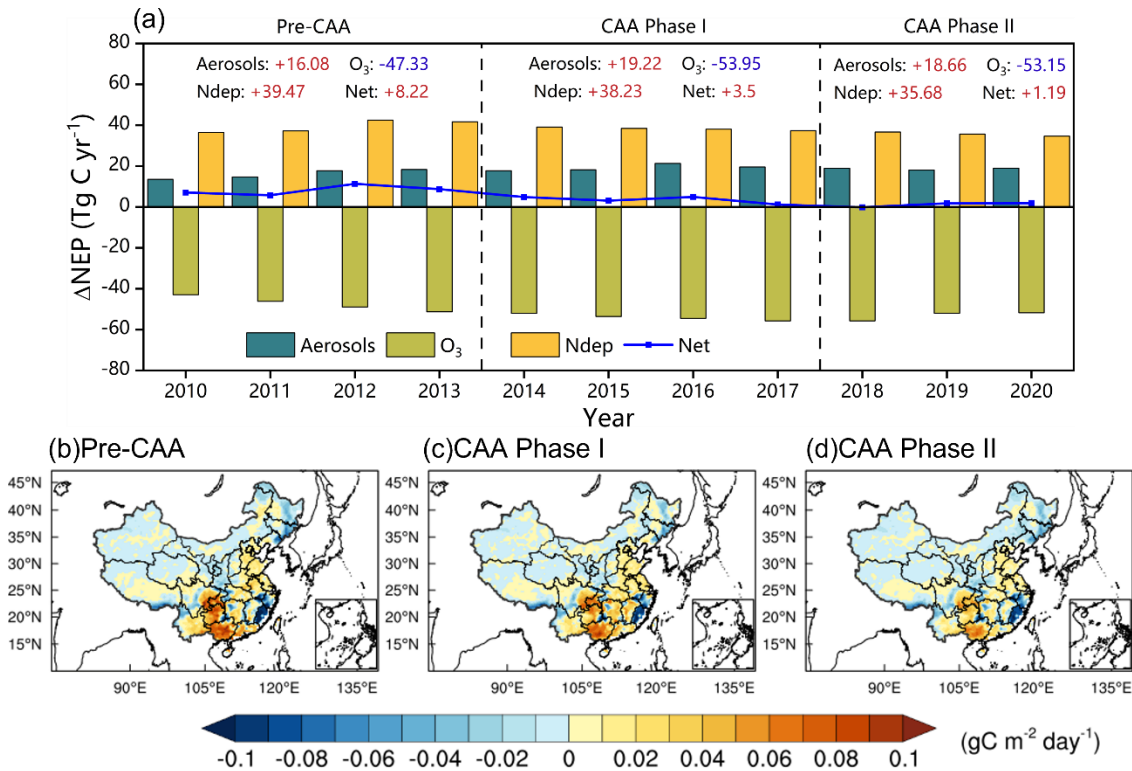 (a)
Pre-CAA CAA Phase I CAA Phase II
Aerosols: +16.08 O₃: -47.33 Aerosols: +19.22 O₃: -53.95 Aerosols: +18.66 O₃: -53.15
Ndep: +39.47 Net: +8.22 Ndep: +38.23 Net: +3.5 Ndep: +35.68 Net: +1.19
80
60
40
20
0
-20
-40
-60
-80
ΔNEP (Tg C yr⁻¹)
Aerosols O₃ Ndep Net
2010 2011 2012 2013 2014 2015 2016 2017 2018 2019 2020
Year
(b)Pre-CAA (c)CAA Phase I (d)CAA Phase II
45°N 45°N 45°N
40°N 40°N 40°N
35°N 35°N 35°N
30°N 30°N 30°N
25°N 25°N 25°N
20°N 20°N 20°N
15°N 15°N 15°N
90°E 105°E 120°E 135°E 90°E 105°E 120°E 135°E 90°E 105°E 120°E 135°E
-0.1 -0.08 -0.06 -0.04 -0.02 0 0.02 0.04 0.06 0.08 0.1 (gC m⁻² day⁻¹)